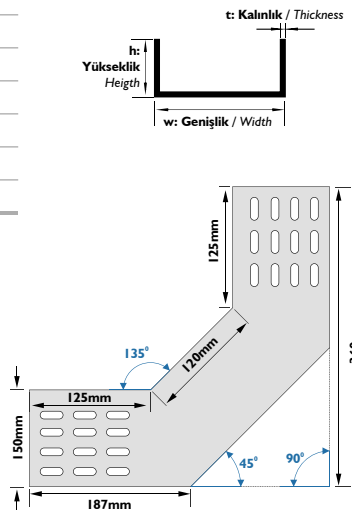 t: Kalınlık / Thickness
h:
Yükseklik
Heigth
w: Genişlik / Width
125mm
135°
120mm
125mm
150mm
45°
90°
187mm